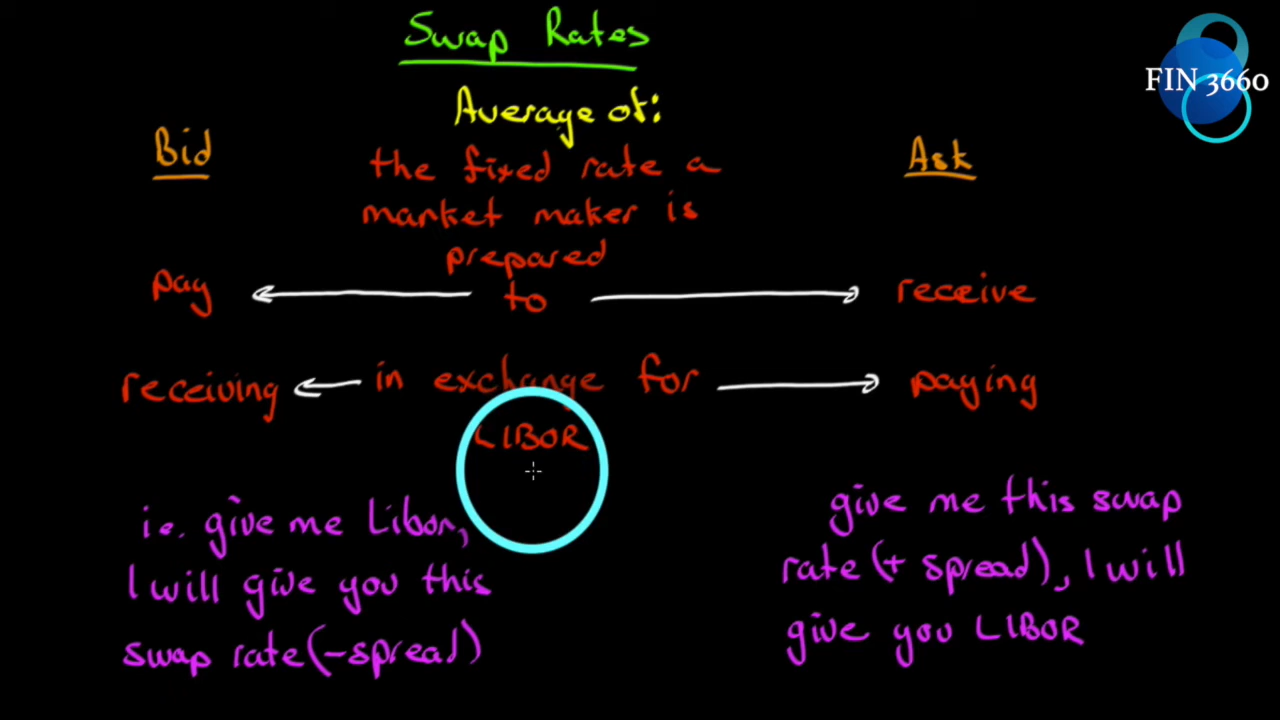 Swap Rates
FIN 3660
Average of:
Bid
the fixed rate a
Ask
market maker is
prepared
pay
to
receive
receiving
in exchange for
paying
LIBOR
i.e. give me Libor,
I will give you this
swap rate (-spread)
give me this swap
rate (+ spread), I will
give you LIBOR